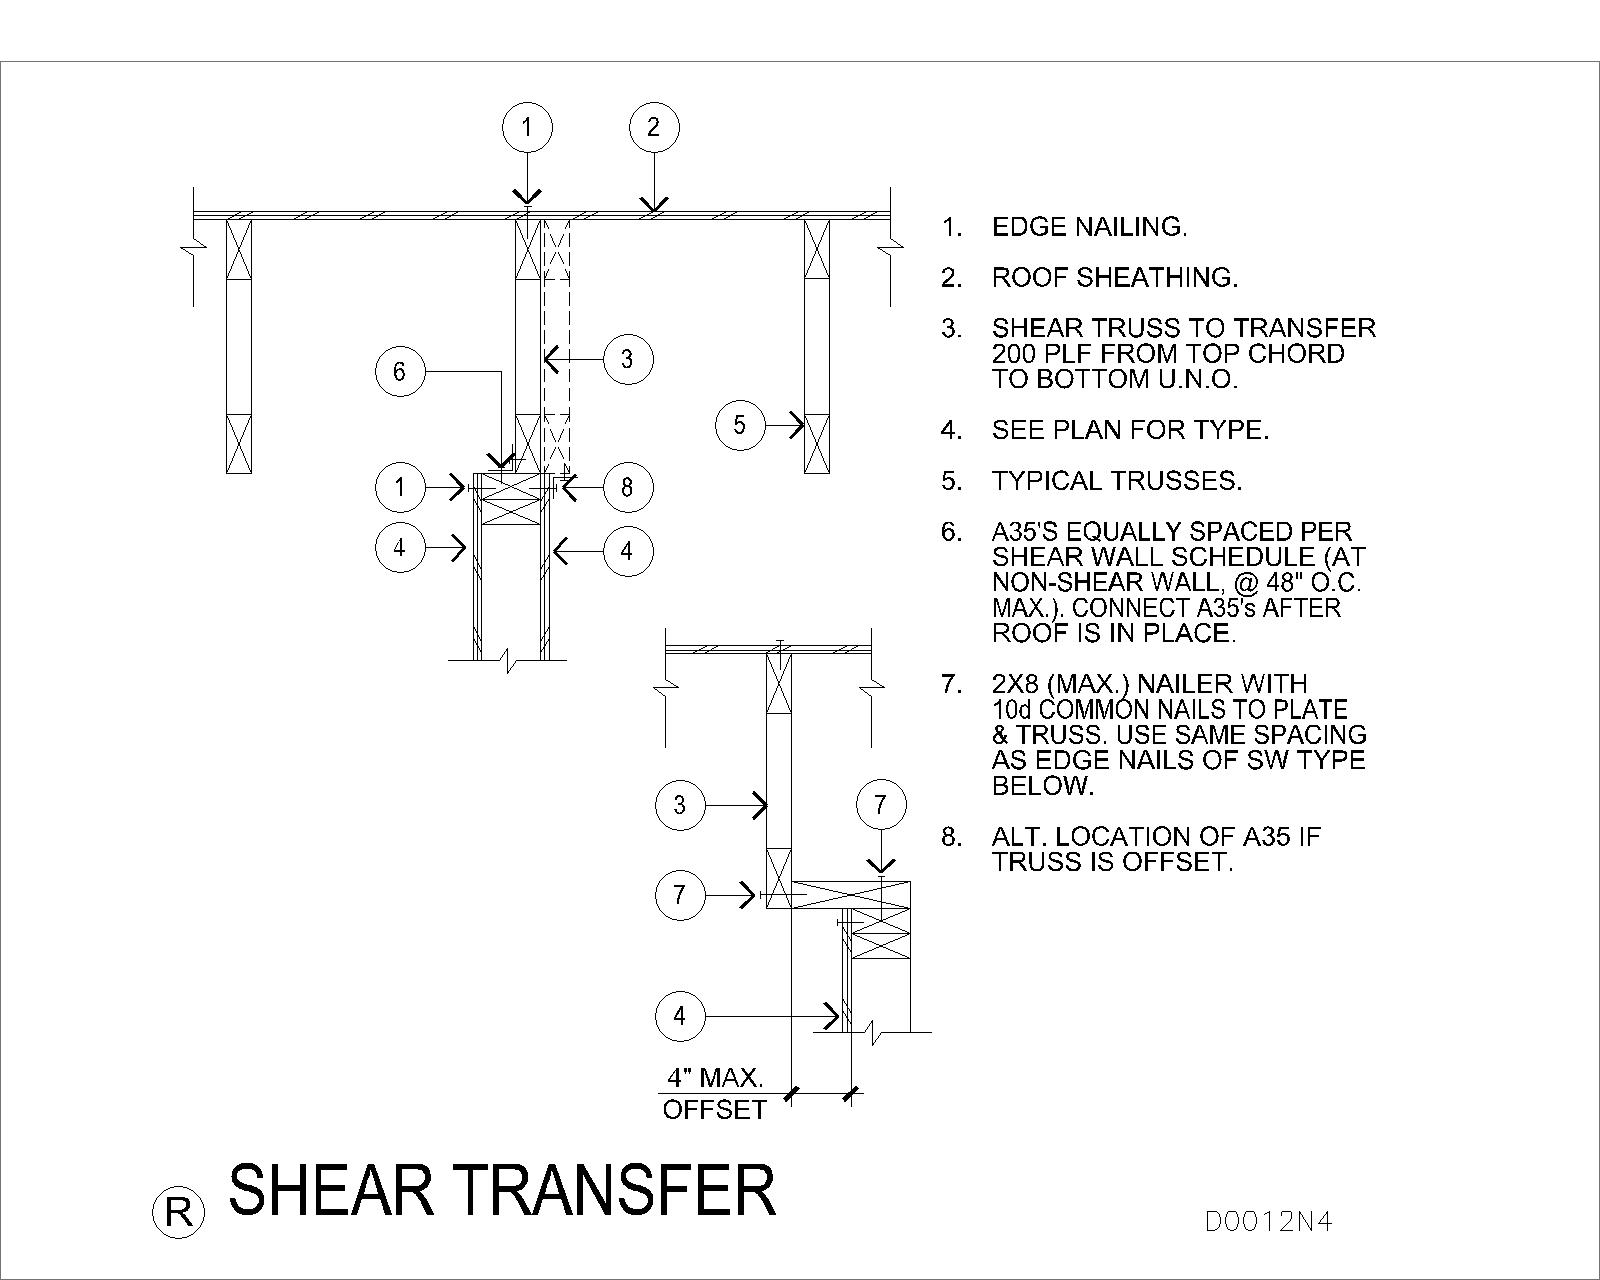 1
2
6
3
5
1
8
4
4
3
7
7
4
4" MAX.
OFFSET
1. EDGE NAILING.
2. ROOF SHEATHING.
3. SHEAR TRUSS TO TRANSFER
200 PLF FROM TOP CHORD
TO BOTTOM U.N.O.
4. SEE PLAN FOR TYPE.
5. TYPICAL TRUSSES.
6. A35'S EQUALLY SPACED PER
SHEAR WALL SCHEDULE (AT
NON-SHEAR WALL, @ 48" O.C.
MAX.). CONNECT A35's AFTER
ROOF IS IN PLACE.
7. 2X8 (MAX.) NAILER WITH
10d COMMON NAILS TO PLATE
& TRUSS. USE SAME SPACING
AS EDGE NAILS OF SW TYPE
BELOW.
8. ALT. LOCATION OF A35 IF
TRUSS IS OFFSET.
R SHEAR TRANSFER
D0012N4